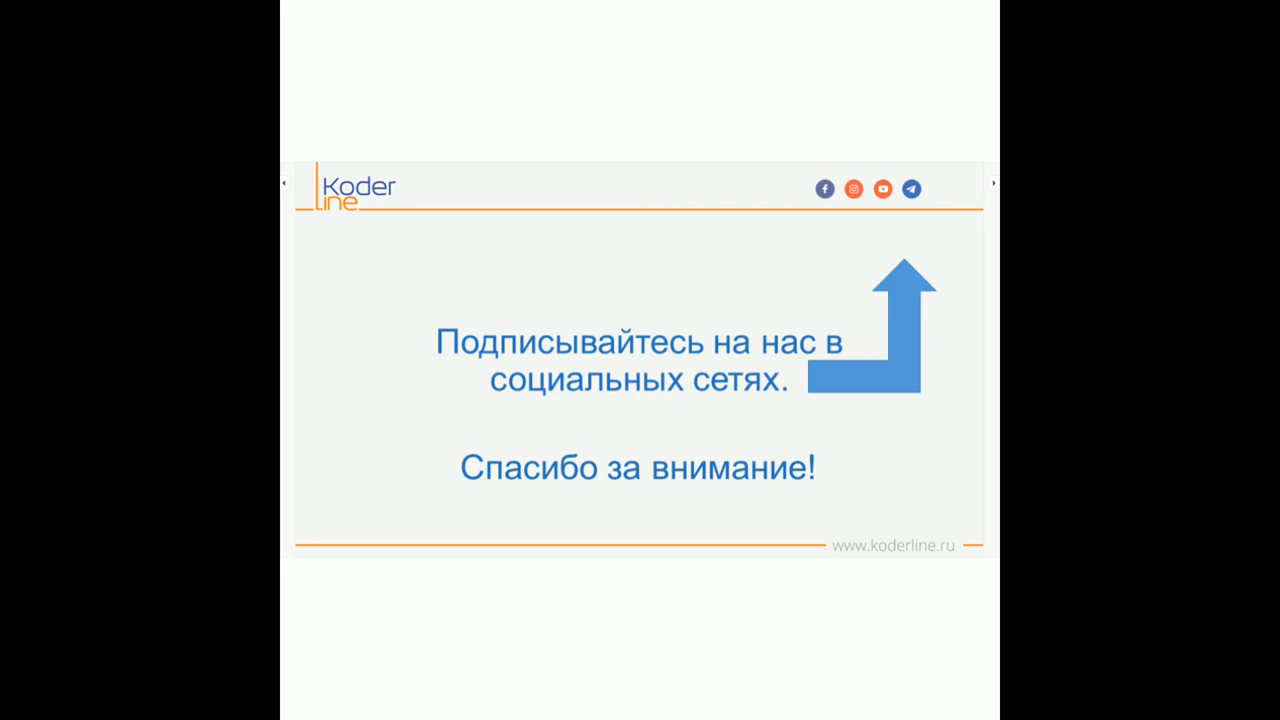 Koder
line
Подписывайтесь на нас в
социальных сетях.
Спасибо за внимание!
www.koderline.ru